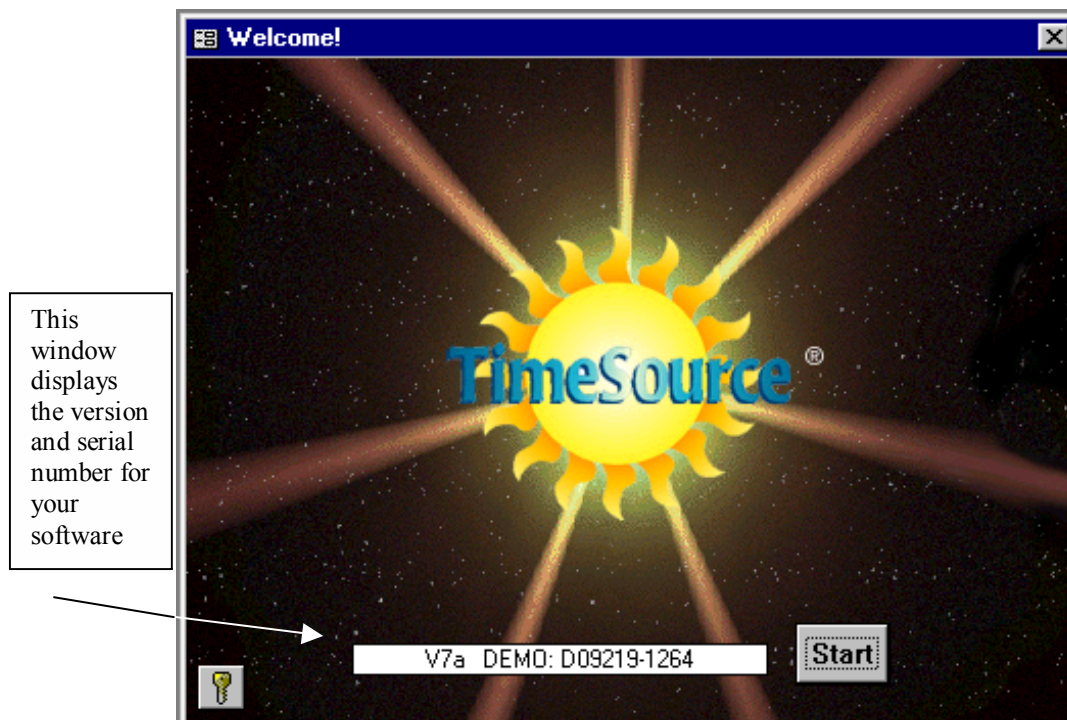 Welcome!
This
window
displays
the version
and serial
number for
your
software
TimeSource ®
V7a DEMO: D09219-1264
Start